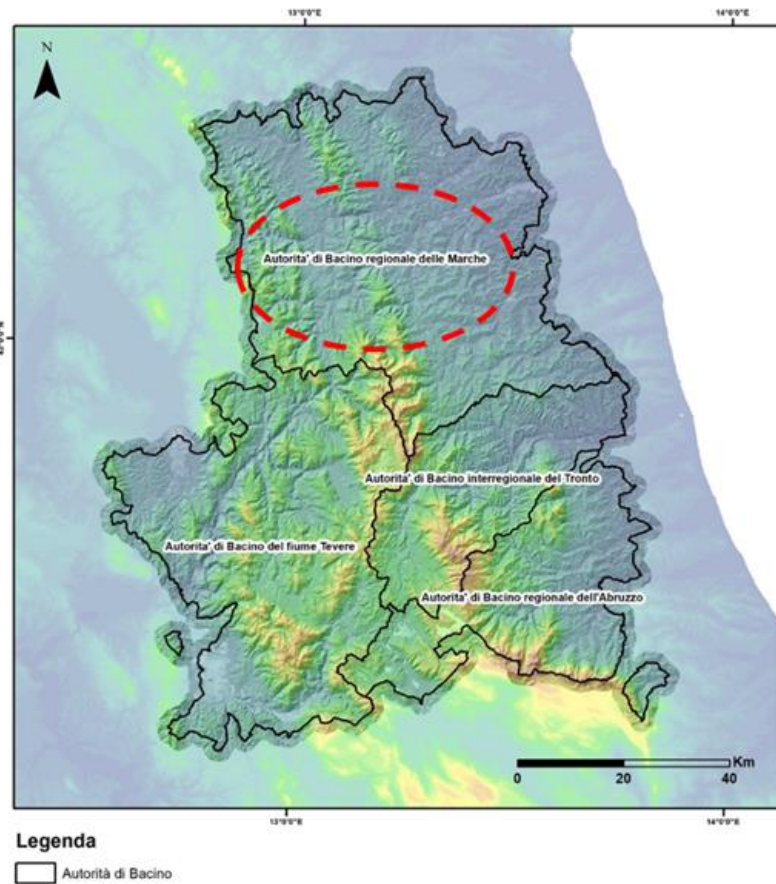 13°0'0"E
14°0'0"E
N
Autorita' di Bacino regionale delle Marche
Autorita' di Bacino interregionale del Tronto
Autorita' di Bacino del fiume Tevere
Autorita' di Bacino regionale dell'Abruzzo
Km
0
20
40
13°0'0"E
14°0'0"E
Legenda
Autorità di Bacino